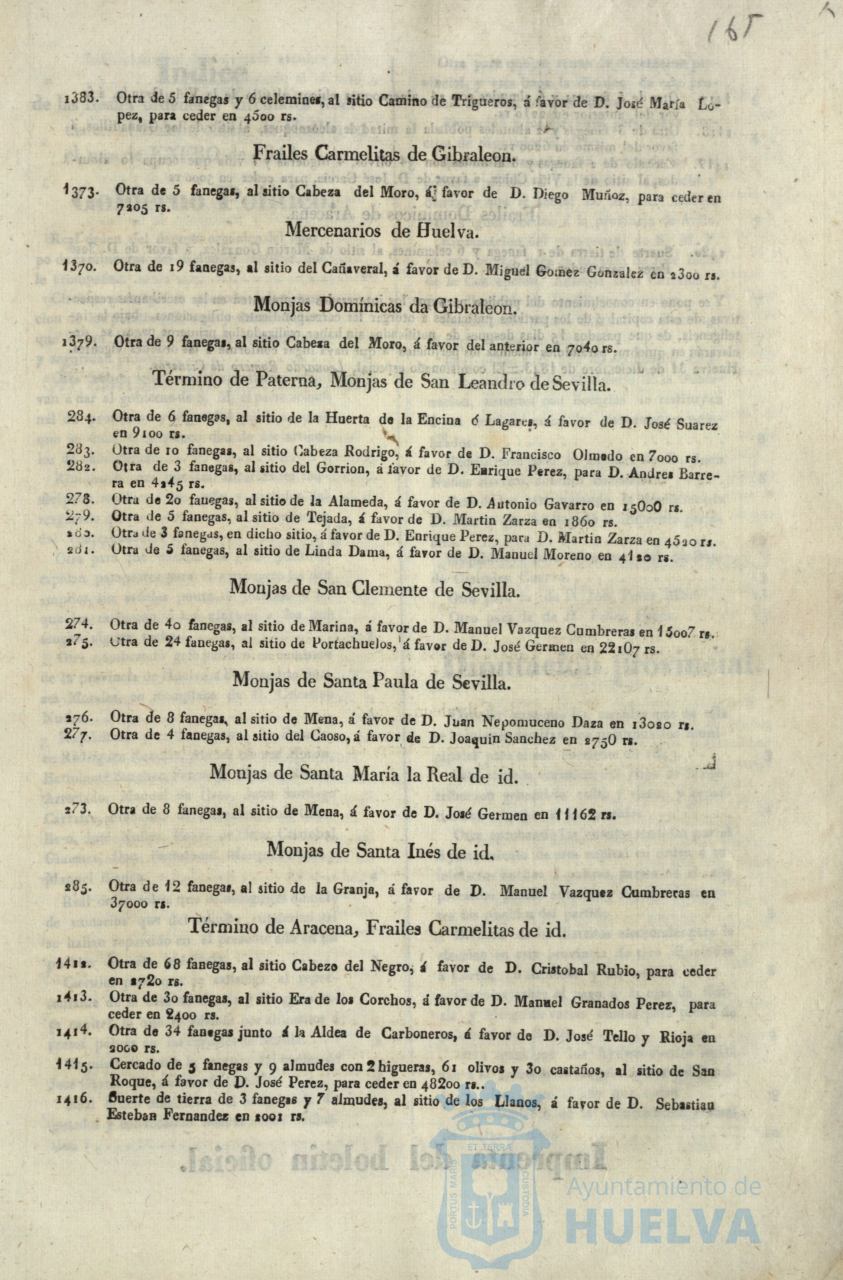 165
1383. Otra de 5 fanegas y 6 celemines, al sitio Camino de Trigueros, á favor de D. José María Lo-
pez, para ceder en 4500 rs.
Frailes Carmelitas de Gibraleon.
1373. Otra de 5 fanegas, al sitio Cabeza del Moro, á favor de D. Diego Muñoz, para ceder en
7205 rs.
Mercenarios de Huelva.
1370. Otra de 19 fanegas, al sitio del Cañaveral, á favor de D. Miguel Gomez Gonzalez en 2300 rs.
Monjas Domínicas da Gibraleon.
1379. Otra de 9 fanegas, al sitio Cabeza del Moro, á favor del anterior en 7040 rs.
Término de Paterna, Monjas de San Leandro de Sevilla.
284. Otra de 6 fanegas, al sitio de la Huerta de la Encina ó Lagares, á favor de D. José Suarez
en 9100 rs.
283. Otra de 10 fanegas, al sitio Cabeza Rodrigo, á favor de D. Francisco Olmedo en 7000 rs.
282. Otra de 3 fanegas, al sitio del Gorrion, á favor de D. Enrique Perez, para D. Andres Barre-
ra en 4245 rs.
278. Otra de 20 fanegas, al sitio de la Alameda, á favor de D. Antonio Gavarro en 15000 rs.
279. Otra de 5 fanegas, al sitio de Tejada, á favor de D. Martin Zarza en 1860 rs.
280. Otra de 3 fanegas, en dicho sitio, á favor de D. Enrique Perez, para D. Martin Zarza en 4520 rs.
281. Otra de 5 fanegas, al sitio de Linda Dama, á favor de D. Manuel Moreno en 4120 rs.
Monjas de San Clemente de Sevilla.
274. Otra de 40 fanegas, al sitio de Marina, á favor de D. Manuel Vazquez Cumbreras en 15007 rs.
275. Otra de 24 fanegas, al sitio de Portachuelos, á favor de D. José Germen en 22107 rs.
Monjas de Santa Paula de Sevilla.
276. Otra de 8 fanegas, al sitio de Mena, á favor de D. Juan Nepomuceno Daza en 13020 rs.
277. Otra de 4 fanegas, al sitio del Caoso, á favor de D. Joaquin Sanchez en 2750 rs.
Monjas de Santa María la Real de id.
273. Otra de 8 fanegas, al sitio de Mena, á favor de D. José Germen en 11162 rs.
Monjas de Santa Inés de id.
285. Otra de 12 fanegas, al sitio de la Granja, á favor de D. Manuel Vazquez Cumbreras en
37000 rs.
Término de Aracena, Frailes Carmelitas de id.
1412. Otra de 68 fanegas, al sitio Cabezo del Negro, á favor de D. Cristobal Rubio, para ceder
en 2720 rs.
1413. Otra de 30 fanegas, al sitio Era de los Corchos, á favor de D. Manuel Granados Perez, para
ceder en 2400 rs.
1414. Otra de 34 fanegas junto á la Aldea de Carboneros, á favor de D. José Tello y Rioja en
2000 rs.
1415. Cercado de 5 fanegas y 9 almudes con 2 higueras, 61 olivos y 30 castaños, al sitio de San
Roque, á favor de D. José Perez, para ceder en 48200 rs..
1416. Suerte de tierra de 3 fanegas y 7 almudes, al sitio de los Llanos, á favor de D. Sebastian
Esteban Fernandez en 2001 rs.
ET TERRÆ
PORTUS MARIS
CUSTODIA
Ayuntamiento de
HUELVA